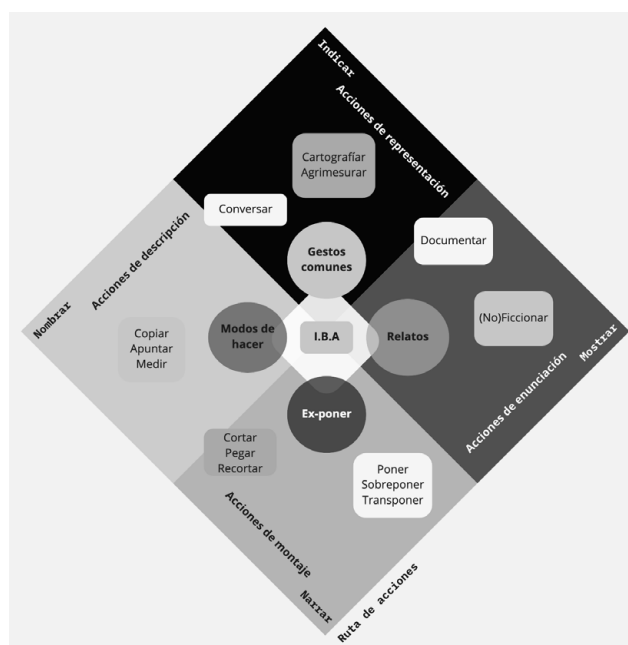 Indicar
Acciones de representación
Cartografíar
Agrimesurar
Conversar
Documentar
Gestos
comunes
Acciones de descripción
Nombrar
Copiar
Apuntar
Medir
Modos de
hacer
I.B.A
Relatos
(No)Ficcionar
Mostrar
Acciones de enunciación
Ex-poner
Cortar
Pegar
Recortar
Poner
Sobreponer
Transponer
Acciones de montaje
Narrar
Ruta de acciones